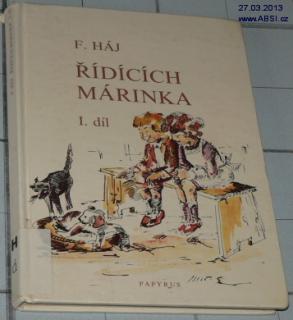 27.03.2013
www.ABSI.cz
F. HÁJ
ŘÍDÍCÍCH
MÁRINKA
I. díl
H
PAPYRUS